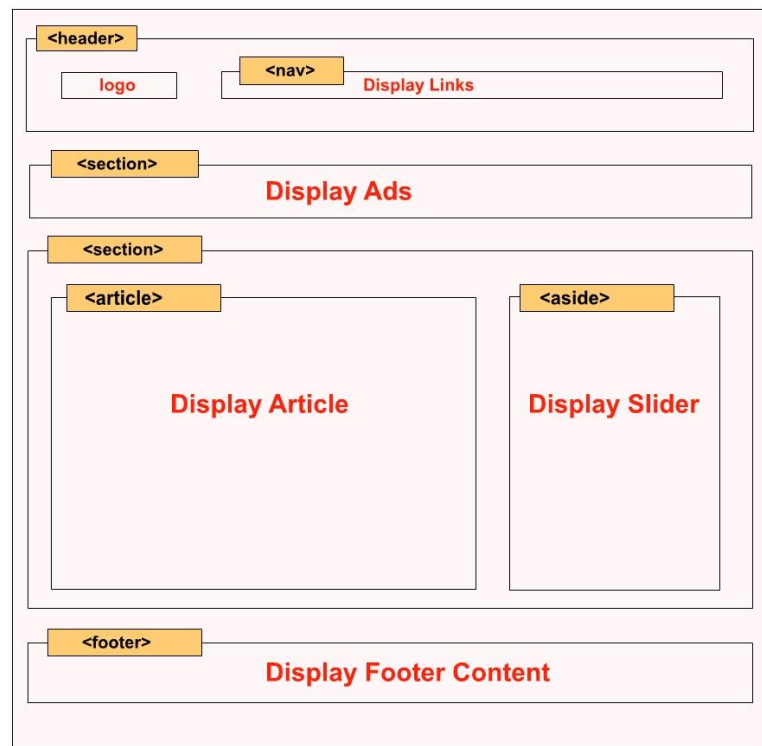 <header>
logo
<nav>
Display Links
<section>
Display Ads
<section>
<article>
<aside>
Display Article
Display Slider
<footer>
Display Footer Content